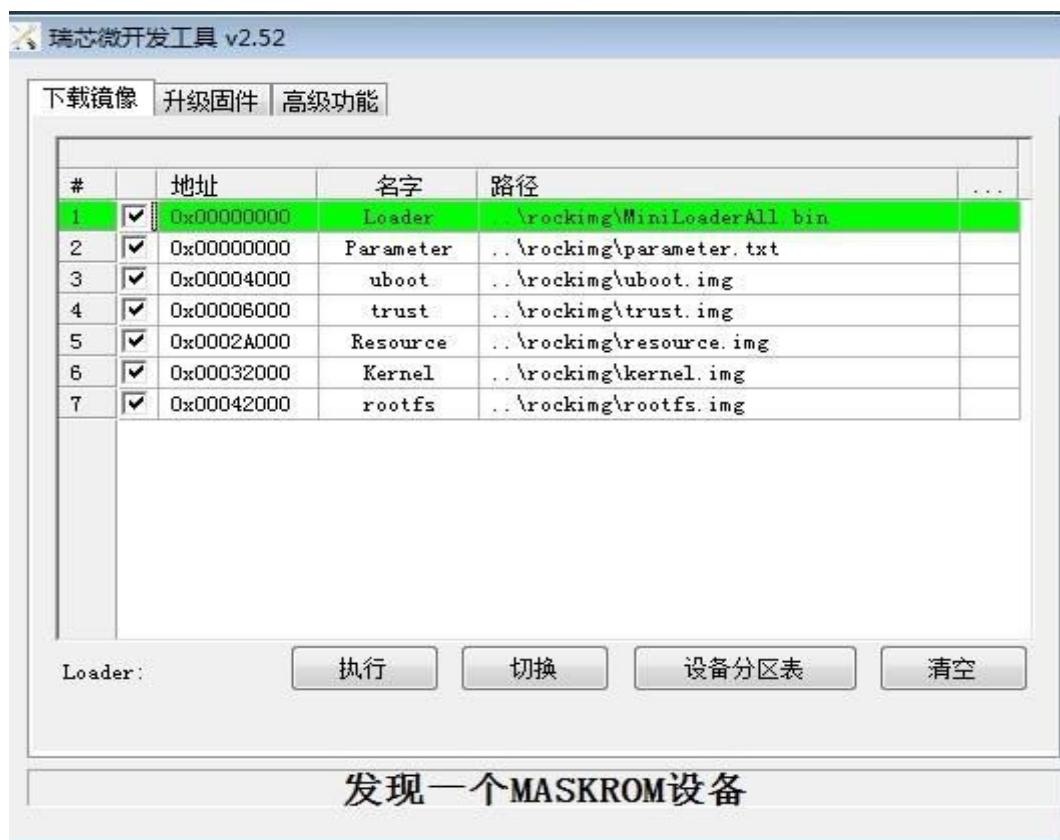 瑞芯微开发工具 v2.52
下载镜像 升级固件 高级功能
# 地址 名字 路径 ...
1 0x00000000 Loader ..\rockimg\MiniLoaderAll.bin
2 0x00000000 Parameter ..\rockimg\parameter.txt
3 0x00004000 uboot ..\rockimg\uboot.img
4 0x00006000 trust ..\rockimg\trust.img
5 0x0002A000 Resource ..\rockimg\resource.img
6 0x00032000 Kernel ..\rockimg\kernel.img
7 0x00042000 rootfs ..\rockimg\rootfs.img
Loader: 执行 切换 设备分区表 清空
发现一个MASKROM设备